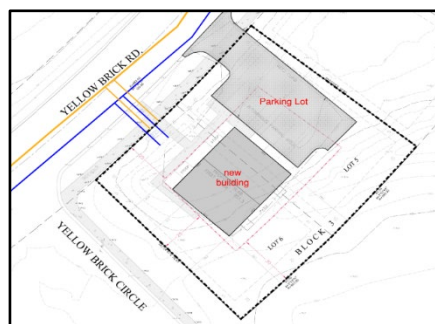 YELLOW BRICK RD.
Parking Lot
new
building
LOT 5
BLOCK 3
LOT 6
YELLOW BRICK CIRCLE